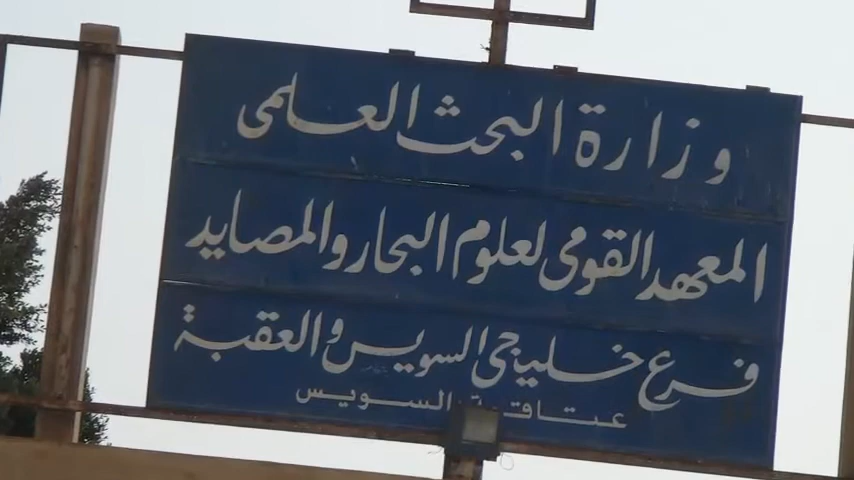 وزارة البحث العلمى
المعهد القومى لعلوم البحار والمصايد
فرع خليجى السويس والعقبة
عتاقة _ السويس